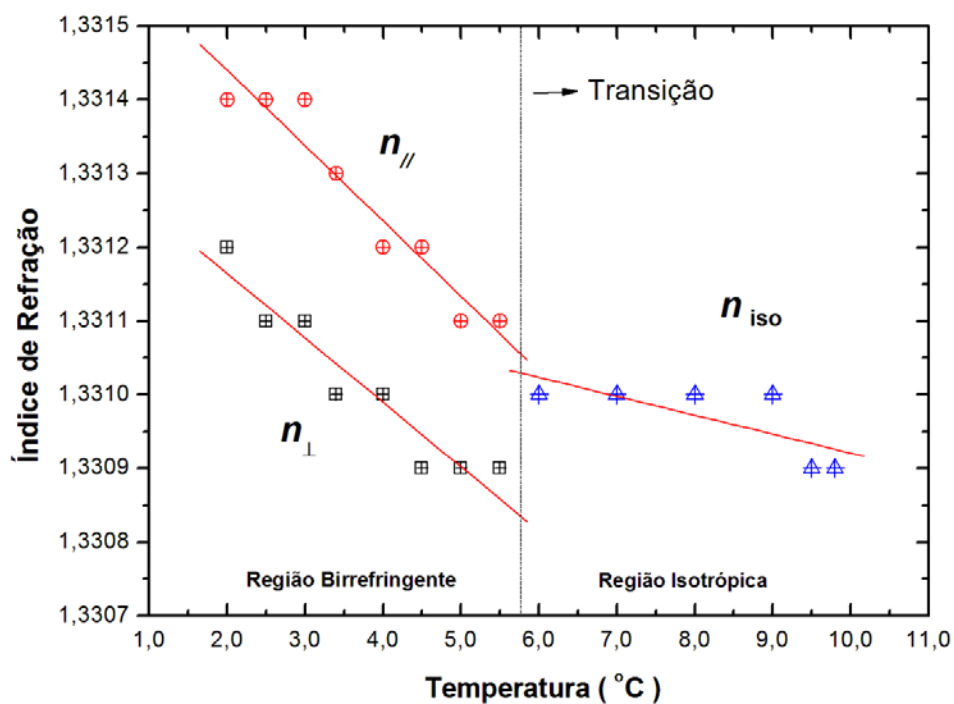 1,3315
1,3314
1,3313
1,3312
1,3311
1,3310
1,3309
1,3308
1,3307
Índice de Refração
→ Transição
n//
n⊥
n iso
Região Birrefringente
Região Isotrópica
1,0 2,0 3,0 4,0 5,0 6,0 7,0 8,0 9,0 10,0 11,0
Temperatura ( °C )